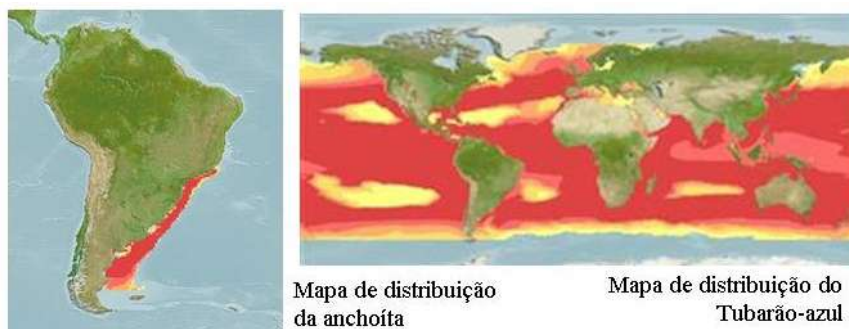 Mapa de distribuição
da anchoíta
Mapa de distribuição do
Tubarão-azul